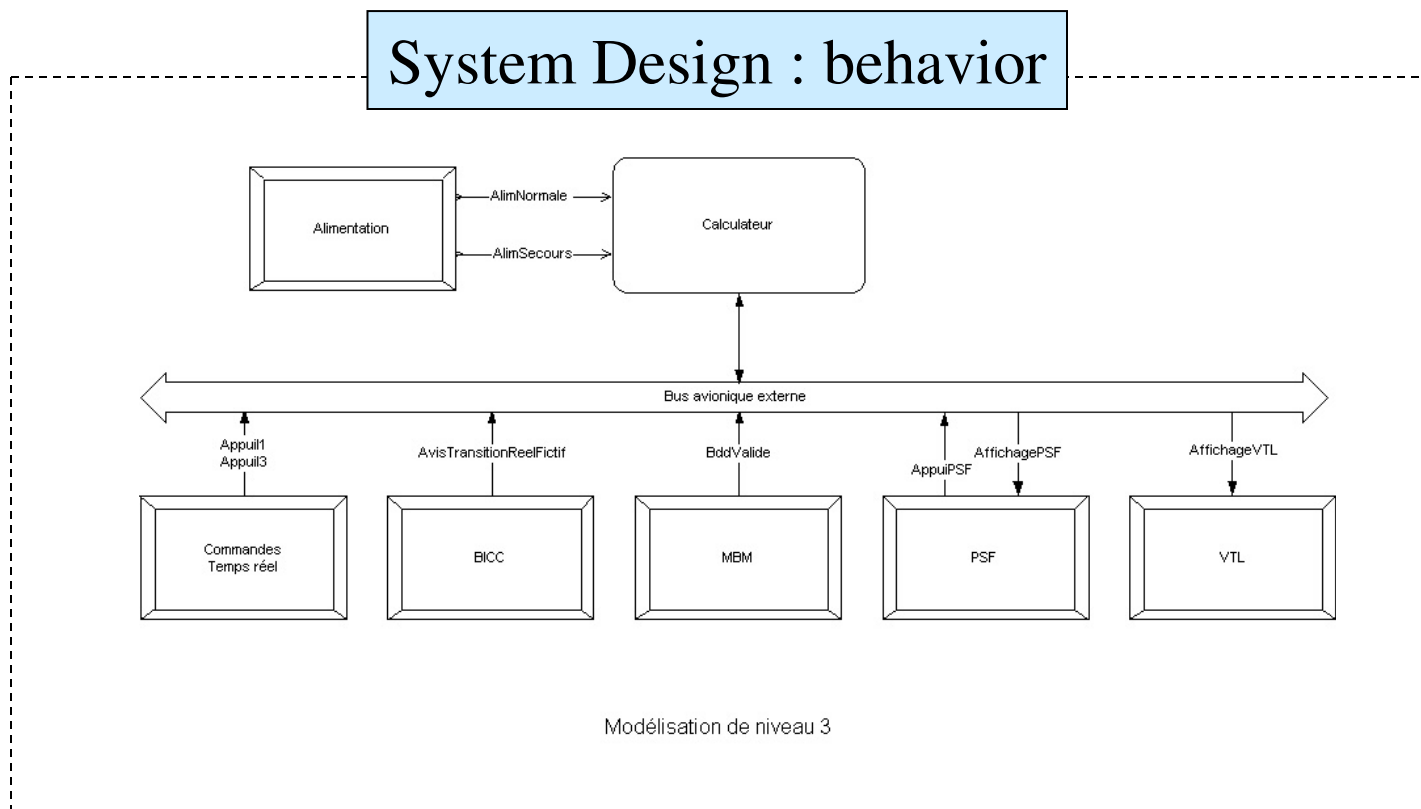 System Design : behavior
Alimentation
AlimNormale
AlimSecours
Calculateur
Bus avionique externe
Appuil1
Appuil3
AvisTransitionReelFictif
BddValide
AppuiPSF
AffichagePSF
AffichageVTL
Commandes
Temps réel
BICC
MBM
PSF
VTL
Modélisation de niveau 3